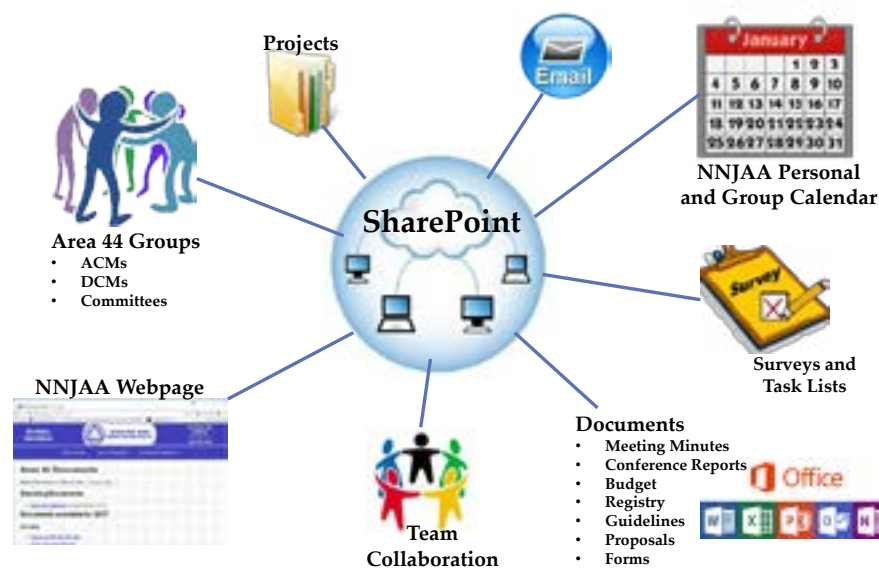 Projects
Email
January
1 2 3
4 5 6 7 8 9 10
11 12 13 14 15 16 17
18 19 20 21 22 23 24
25 26 27 28 29 30 31
NNJAA Personal
and Group Calendar
SharePoint
Area 44 Groups
• ACMs
• DCMs
• Committees
Survey
Surveys and
Task Lists
NNJAA Webpage
Area 44 Documents
Documents
• Meeting Minutes
• Conference Reports
• Budget
• Registry
• Guidelines
• Proposals
• Forms
Office
W X P O N
Team
Collaboration